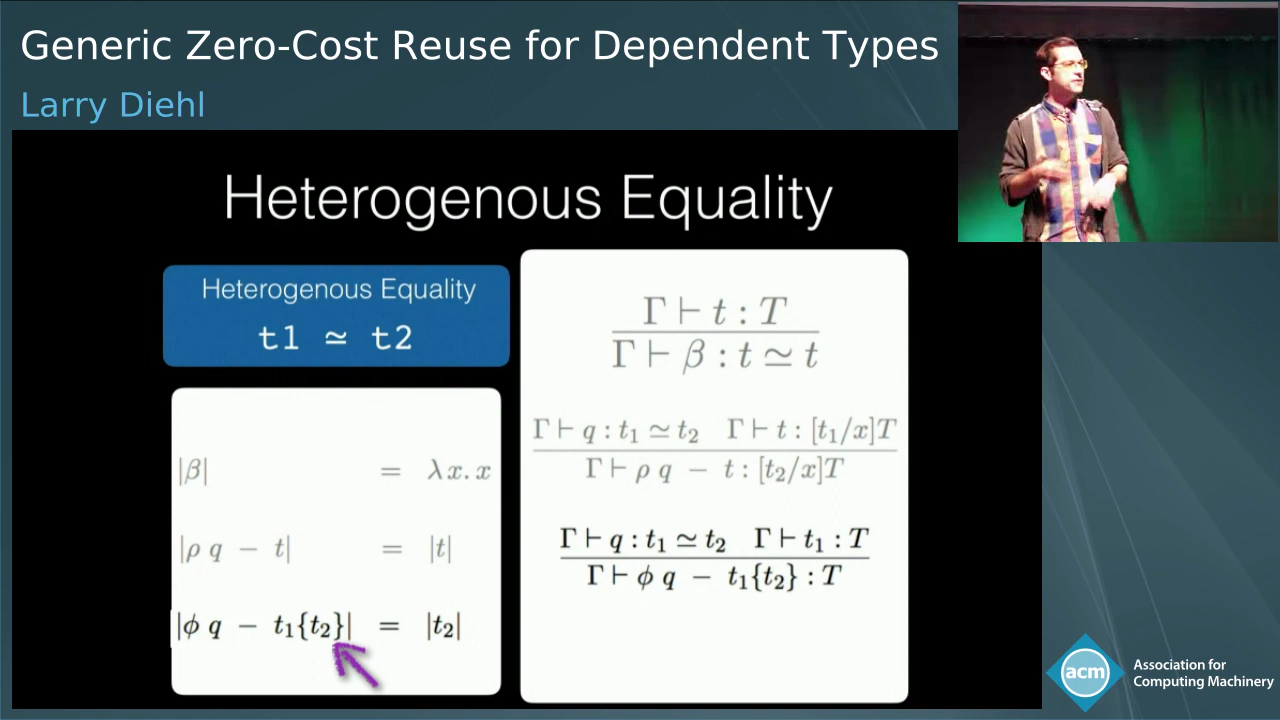 Generic Zero-Cost Reuse for Dependent Types
Larry Diehl
Heterogenous Equality
Heterogenous Equality
t1 ≃ t2
|β| = λx.x
|ρ q − t| = |t|
|ϕ q − t₁{t₂}| = |t₂|
Γ ⊢ t : T
Γ ⊢ β : t ≃ t
Γ ⊢ q : t₁ ≃ t₂ Γ ⊢ t : [t₁/x]T
Γ ⊢ ρ q − t : [t₂/x]T
Γ ⊢ q : t₁ ≃ t₂ Γ ⊢ t₁ : T
Γ ⊢ ϕ q − t₁{t₂} : T
acm
Association for
Computing Machinery